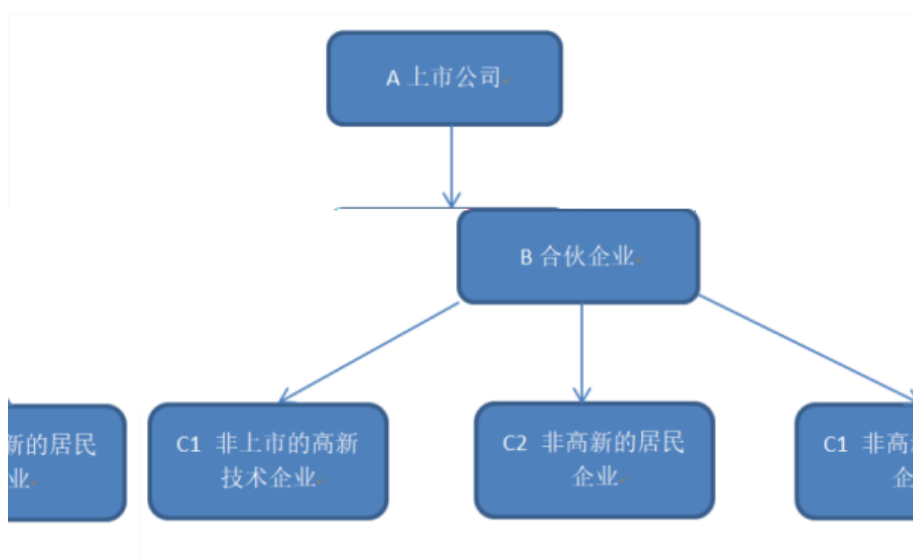 A 上市公司
B 合伙企业
新的居民
业
C1 非上市的高新
技术企业
C2 非高新的居民
企业
C1 非高
企